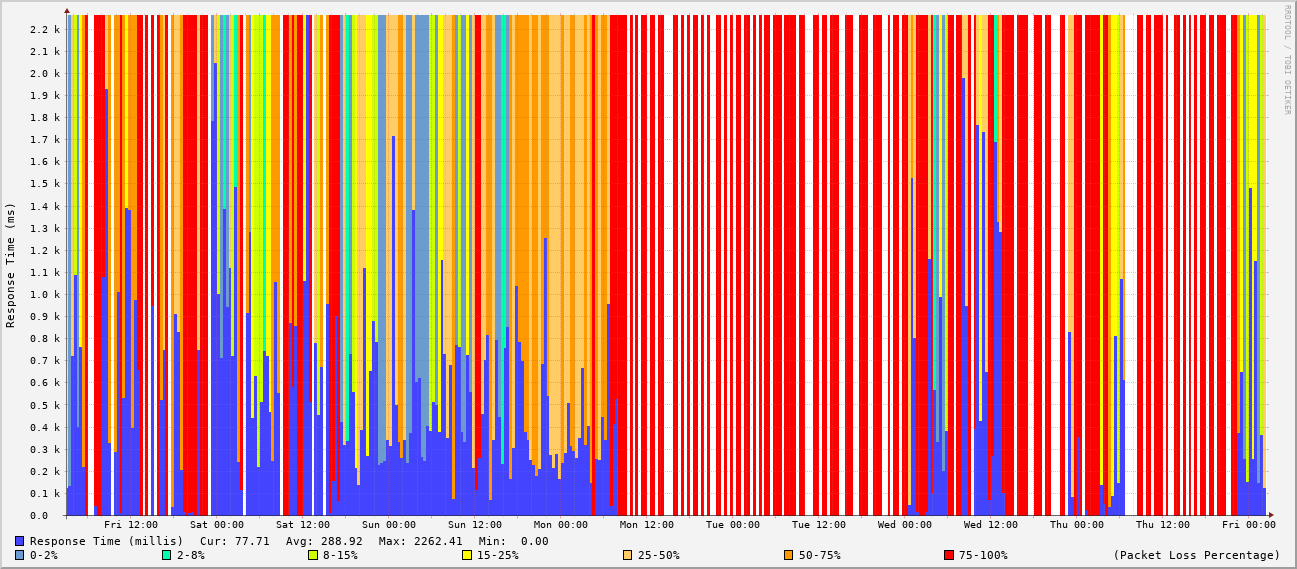 RRDTOOL / TOBI OETIKER
Response Time (ms)
2.2 k
2.1 k
2.0 k
1.9 k
1.8 k
1.7 k
1.6 k
1.5 k
1.4 k
1.3 k
1.2 k
1.1 k
1.0 k
0.9 k
0.8 k
0.7 k
0.6 k
0.5 k
0.4 k
0.3 k
0.2 k
0.1 k
0.0
Fri 12:00 Sat 00:00 Sat 12:00 Sun 00:00 Sun 12:00 Mon 00:00 Mon 12:00 Tue 00:00 Tue 12:00 Wed 00:00 Wed 12:00 Thu 00:00 Thu 12:00 Fri 00:00
Response Time (millis) Cur: 77.71 Avg: 288.92 Max: 2262.41 Min: 0.00
0-2% 2-8% 8-15% 15-25% 25-50% 50-75% 75-100% (Packet Loss Percentage)